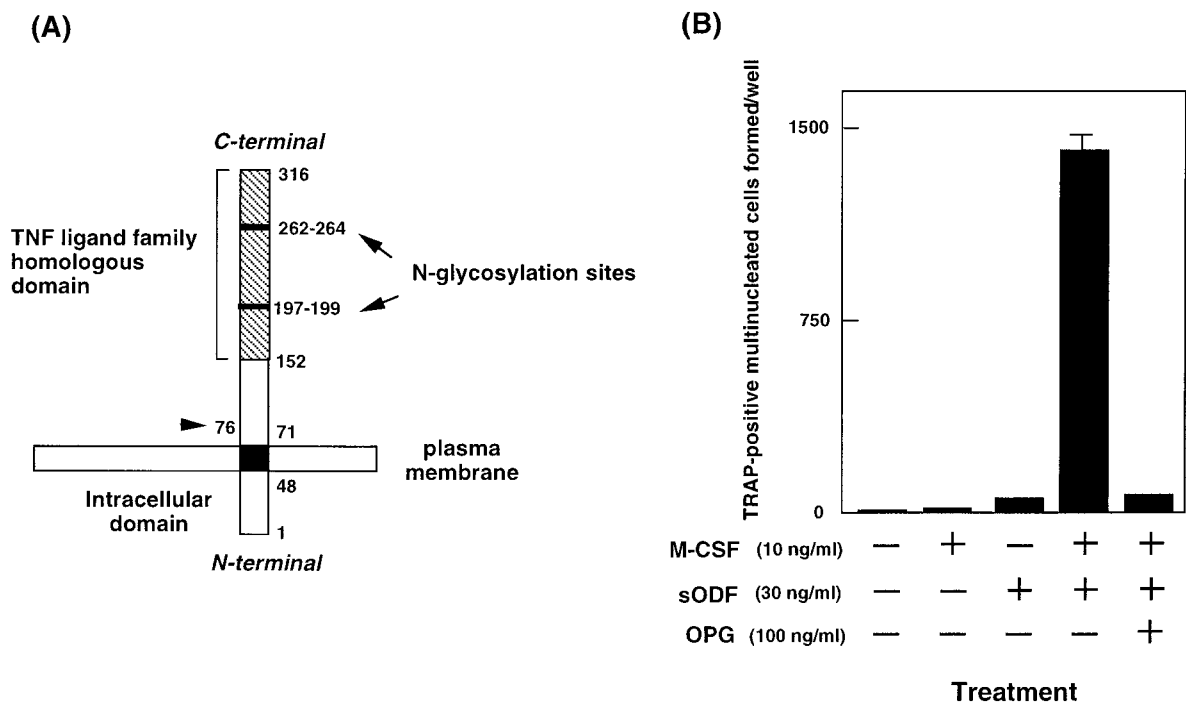 (A)
C-terminal
316
262-264
TNF ligand family
homologous
domain
N-glycosylation sites
197-199
152
76
71
plasma
membrane
48
Intracellular
domain
1
N-terminal
(B)
TRAP-positive multinucleated cells formed/well
1500
750
0
M-CSF (10 ng/ml) — + — + +
sODF (30 ng/ml) — — + + +
OPG (100 ng/ml) — — — — +
Treatment